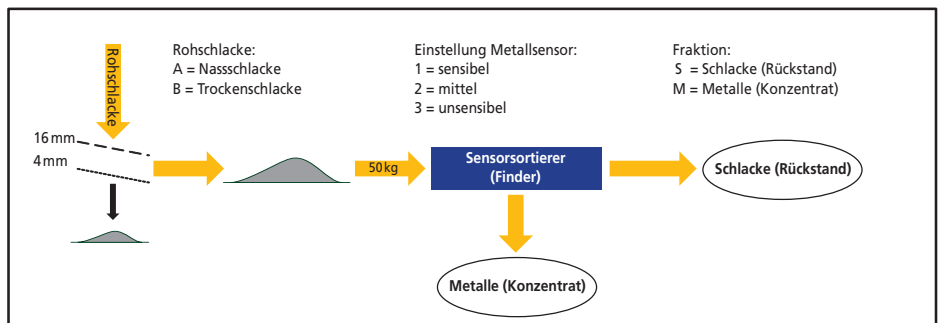 Rohschlacke
Rohschlacke:
A = Nassschlacke
B = Trockenschlacke
Einstellung Metallsensor:
1 = sensibel
2 = mittel
3 = unsensibel
Fraktion:
S = Schlacke (Rückstand)
M = Metalle (Konzentrat)
16 mm
4 mm
50 kg
Sensorsortierer
(Finder)
Schlacke (Rückstand)
Metalle (Konzentrat)